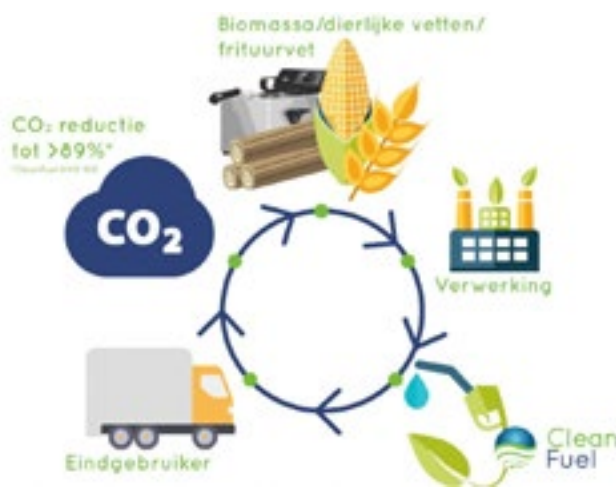 Biomassa/dierlijke vetten/
frituurvet
CO₂ reductie
tot >89%*
CO₂
Verwerking
Clean
Fuel
Eindgebruiker